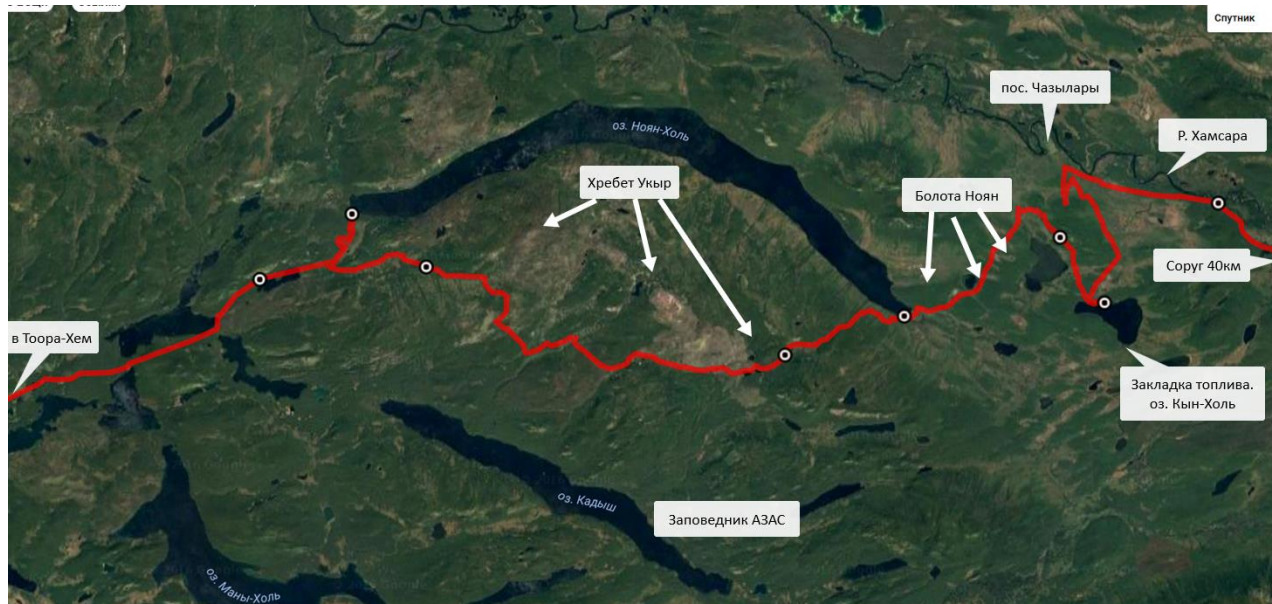 Спутник
пос. Чазылары
оз. Ноян-Холь
Р. Хамсара
Хребет Укыр
Болота Ноян
Соруг 40км
в Тоора-Хем
Закладка топлива.
оз. Кын-Холь
оз. Кадыш
Заповедник АЗАС
оз. Маны-Холь